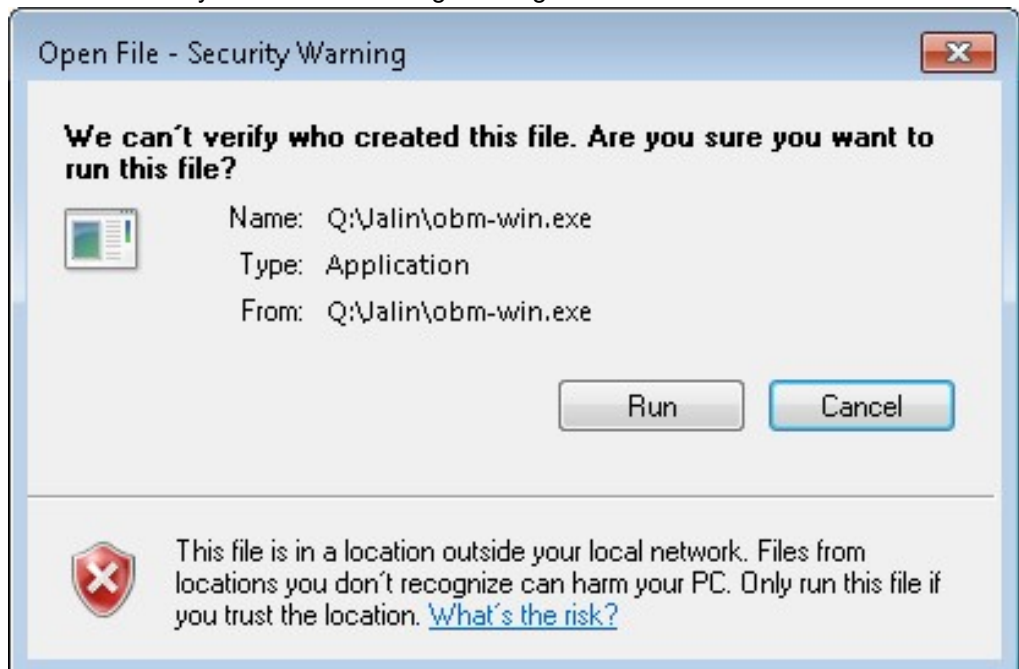 Open File - Security Warning
We can´t verify who created this file. Are you sure you want to
run this file?
Name: Q:\Jalin\obm-win.exe
Type: Application
From: Q:\Jalin\obm-win.exe
Run Cancel
This file is in a location outside your local network. Files from
locations you don´t recognize can harm your PC. Only run this file if
you trust the location. What´s the risk?